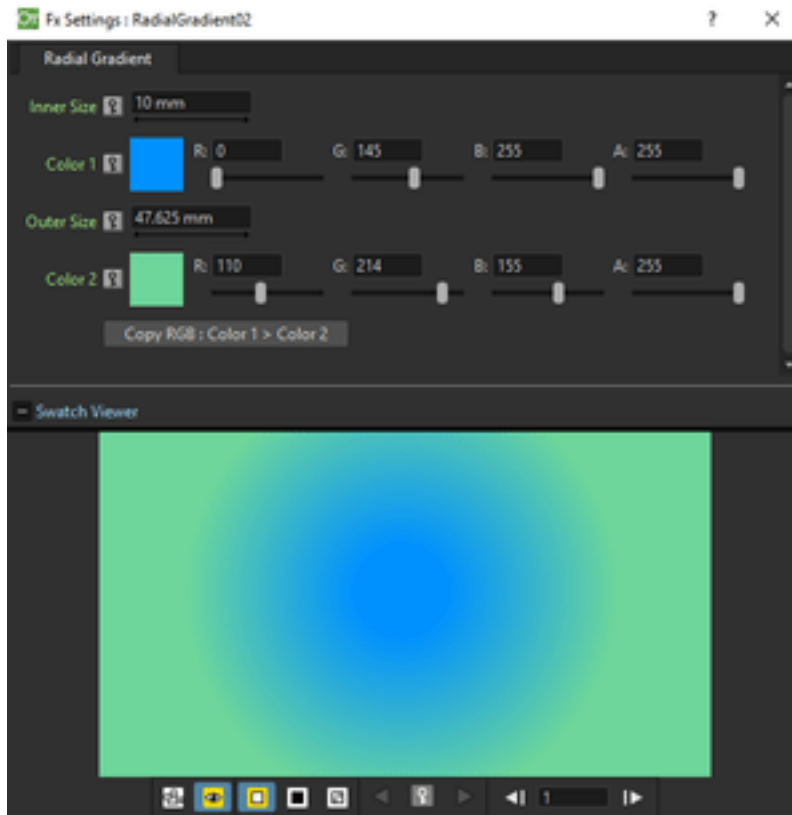 Fx Settings : RadialGradient02 ?
Radial Gradient
Inner Size 10 mm
Color 1 R: 0 G: 145 B: 255 A: 255
Outer Size 47.625 mm
Color 2 R: 110 G: 214 B: 155 A: 255
Copy RGB : Color 1 > Color 2
Swatch Viewer
1